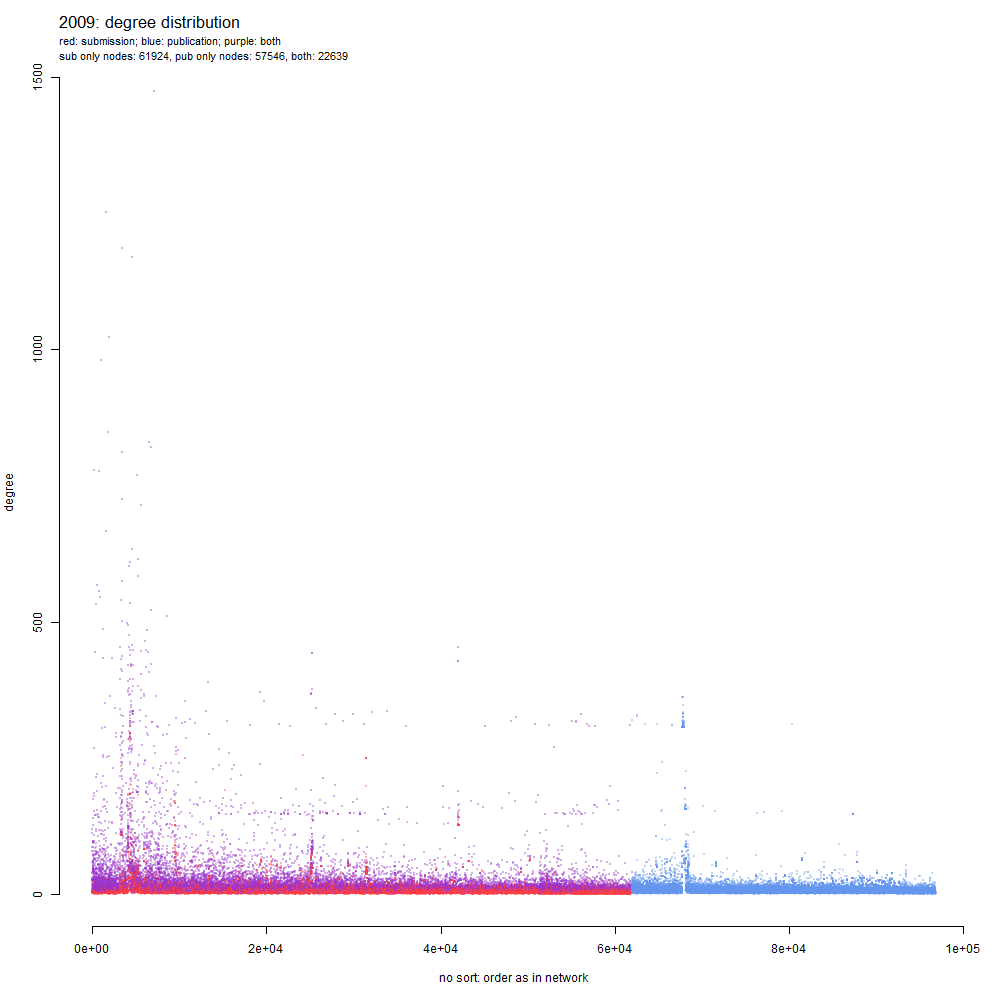 2009: degree distribution
red: submission; blue: publication; purple: both
sub only nodes: 61924, pub only nodes: 57546, both: 22639
1500
1000
500
0
degree
0e+00 2e+04 4e+04 6e+04 8e+04 1e+05
no sort: order as in network